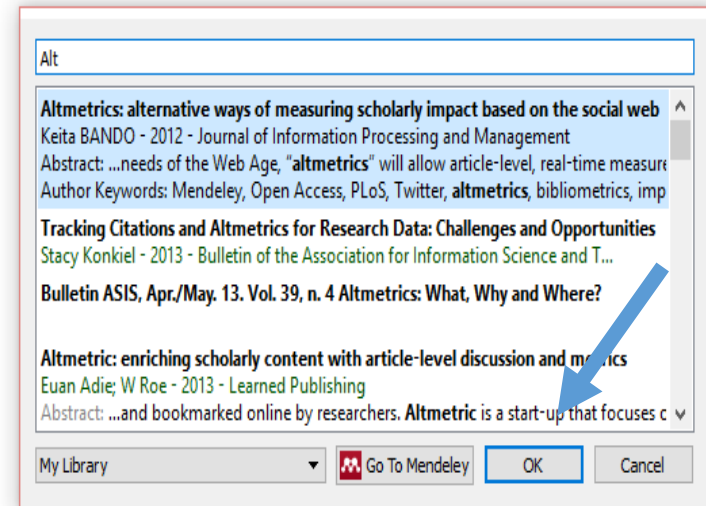 Alt
Altmetrics: alternative ways of measuring scholarly impact based on the social web
Keita BANDO - 2012 - Journal of Information Processing and Management
Abstract: ...needs of the Web Age, "altmetrics" will allow article-level, real-time measure
Author Keywords: Mendeley, Open Access, PLoS, Twitter, altmetrics, bibliometrics, imp
Tracking Citations and Altmetrics for Research Data: Challenges and Opportunities
Stacy Konkiel - 2013 - Bulletin of the Association for Information Science and T...
Bulletin ASIS, Apr./May. 13. Vol. 39, n. 4 Altmetrics: What, Why and Where?
Altmetric: enriching scholarly content with article-level discussion and metrics
Euan Adie; W Roe - 2013 - Learned Publishing
Abstract: ...and bookmarked online by researchers. Altmetric is a start-up that focuses c
My Library Go To Mendeley OK Cancel